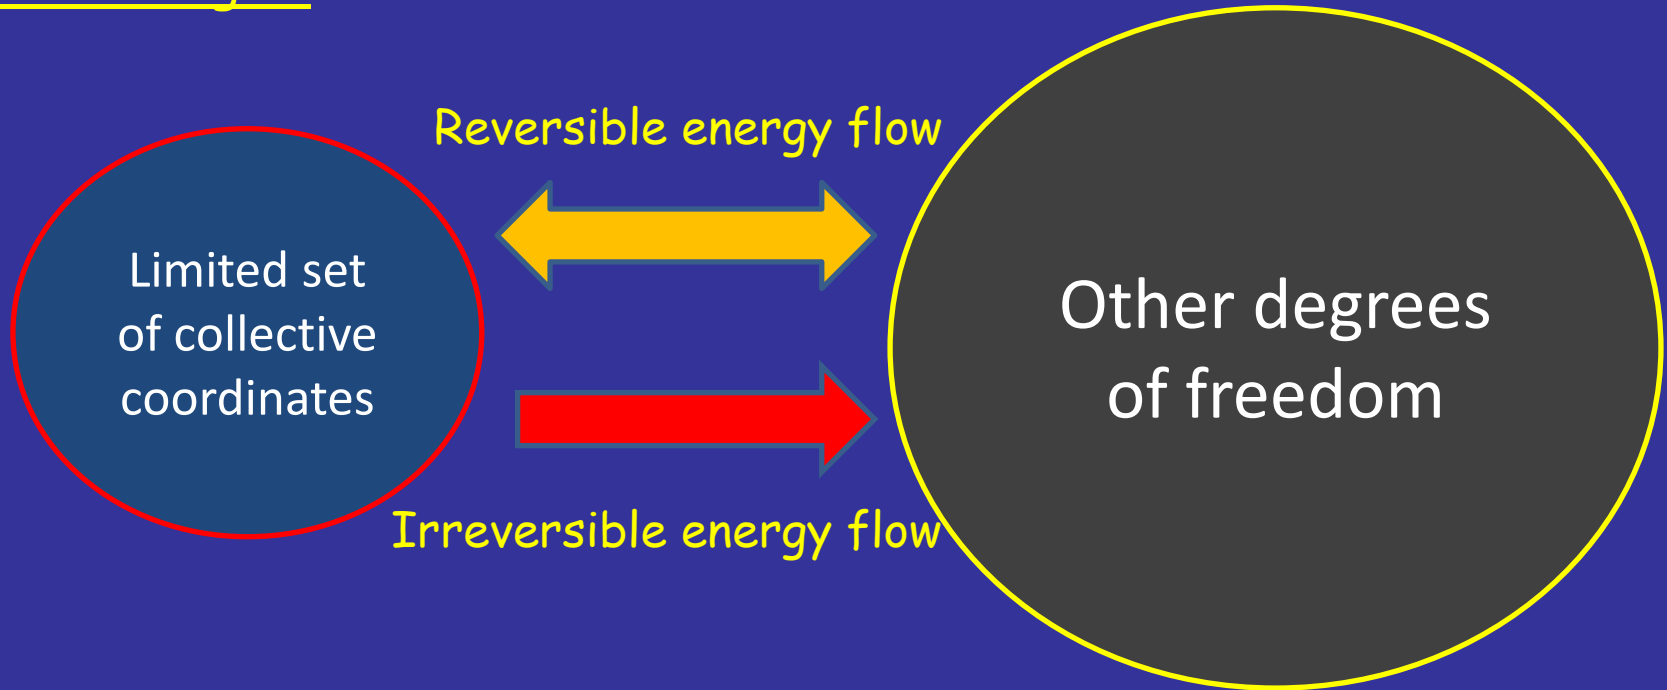 Reversible energy flow
Limited set
of collective
coordinates
Other degrees
of freedom
Irreversible energy flow